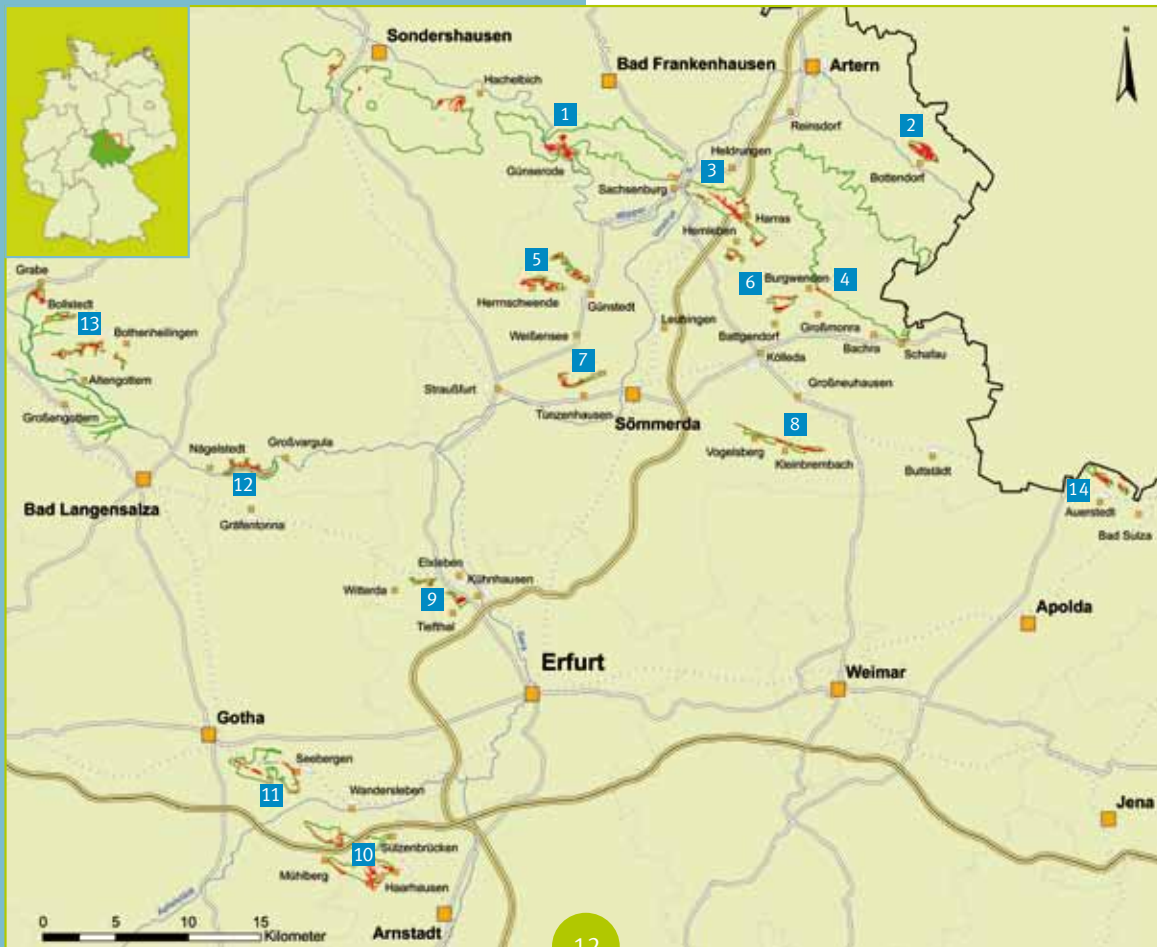 N
Sondershausen
Bad Frankenhausen
Artern
Hachelbich
Reinsdorf
1
2
Günserode
Heldrungen
3
Bottendorf
Sachsenburg
Harras
Hemleben
5
Grabe
Bollstedt
13
Bothenheilingen
Herrnschwende
Günstedt
6
Burgwenden
4
Weißensee
Leubingen
Großmonra
Battgendorf
Bachra
Schafau
Kölleda
Altengottern
7
Großengottern
Straußfurt
Tunzenhausen
Sömmerda
Großneuhausen
8
Vogelsberg
Kleinbrembach
Buttstädt
Nägelstedt
Großvargula
12
Bad Langensalza
Gräfentonna
14
Auerstedt
Bad Sulza
Elxleben
Kühnhausen
Witterda
9
Tiefthal
Apolda
Gera
Erfurt
Weimar
Gotha
Seebergen
11
Wandersleben
Jena
Sülzenbrücken
10
Mühlberg
Haarhausen
Apfelstädt
Arnstadt
0 5 10 15
Kilometer
12